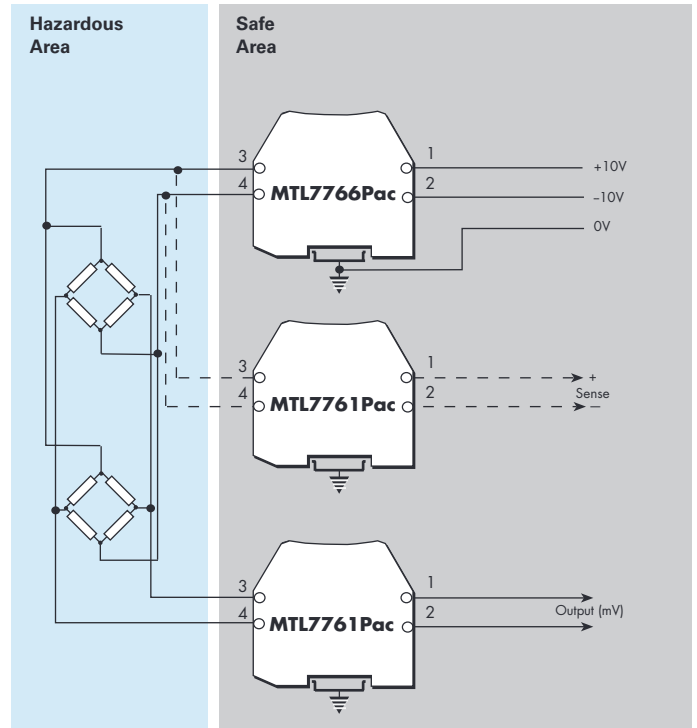 Hazardous
Area
Safe
Area
3
4
MTL7766Pac
1
2
+10V
–10V
0V
3
4
MTL7761Pac
1
2
+
Sense
–
3
4
MTL7761Pac
1
2
Output (mV)